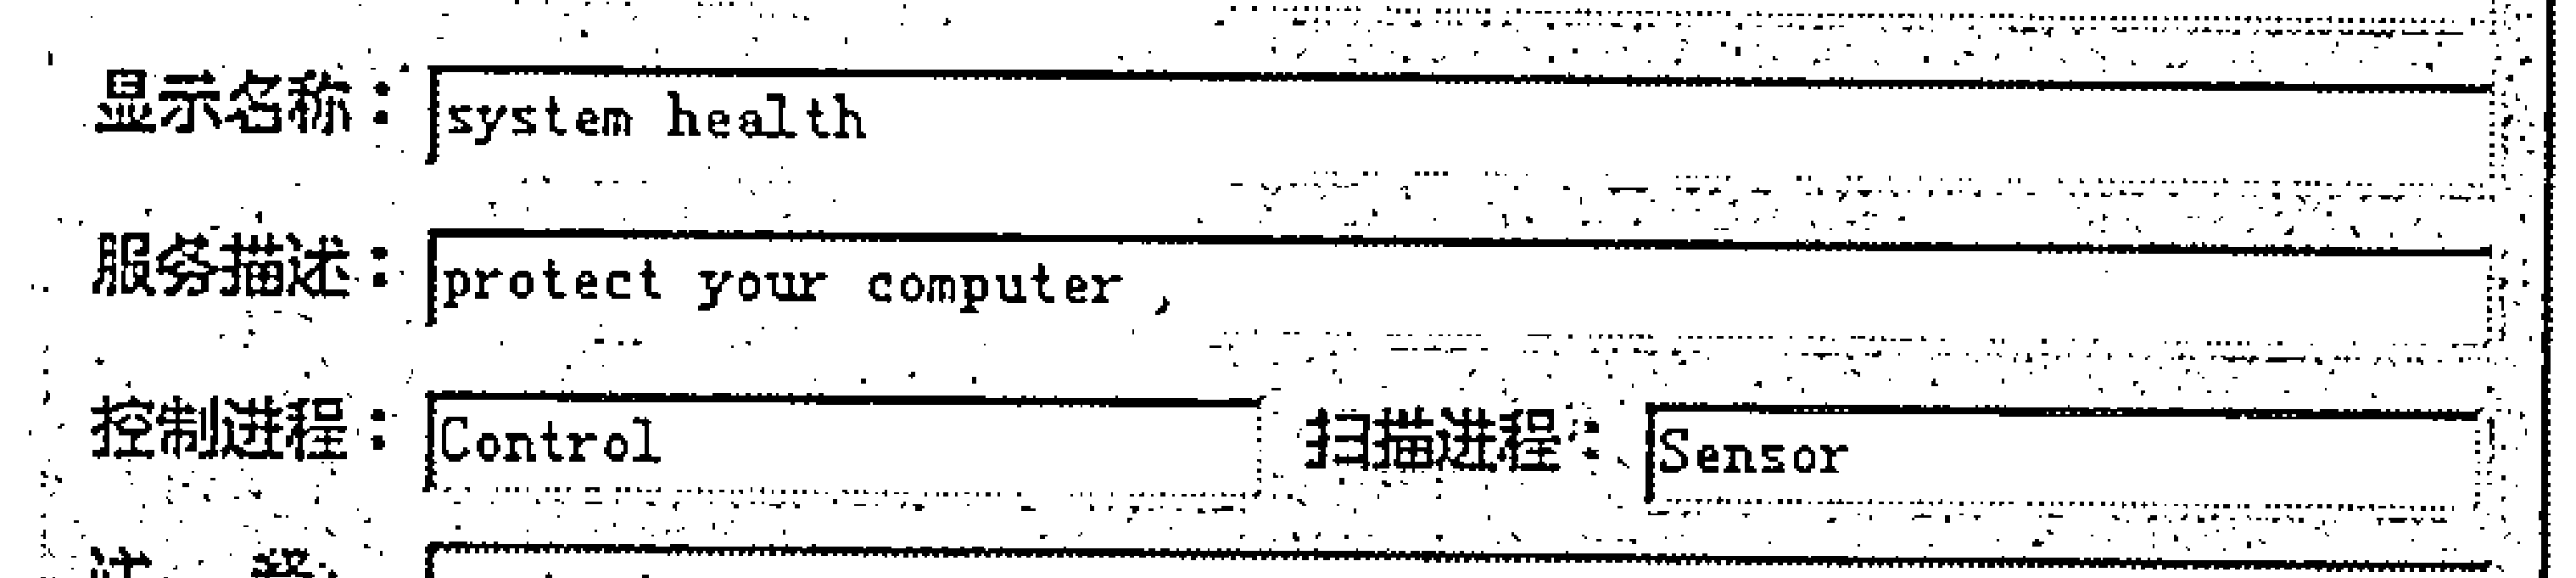 显示名称：system health
服务描述：protect your computer ,
控制进程：Control 扫描进程：Sensor